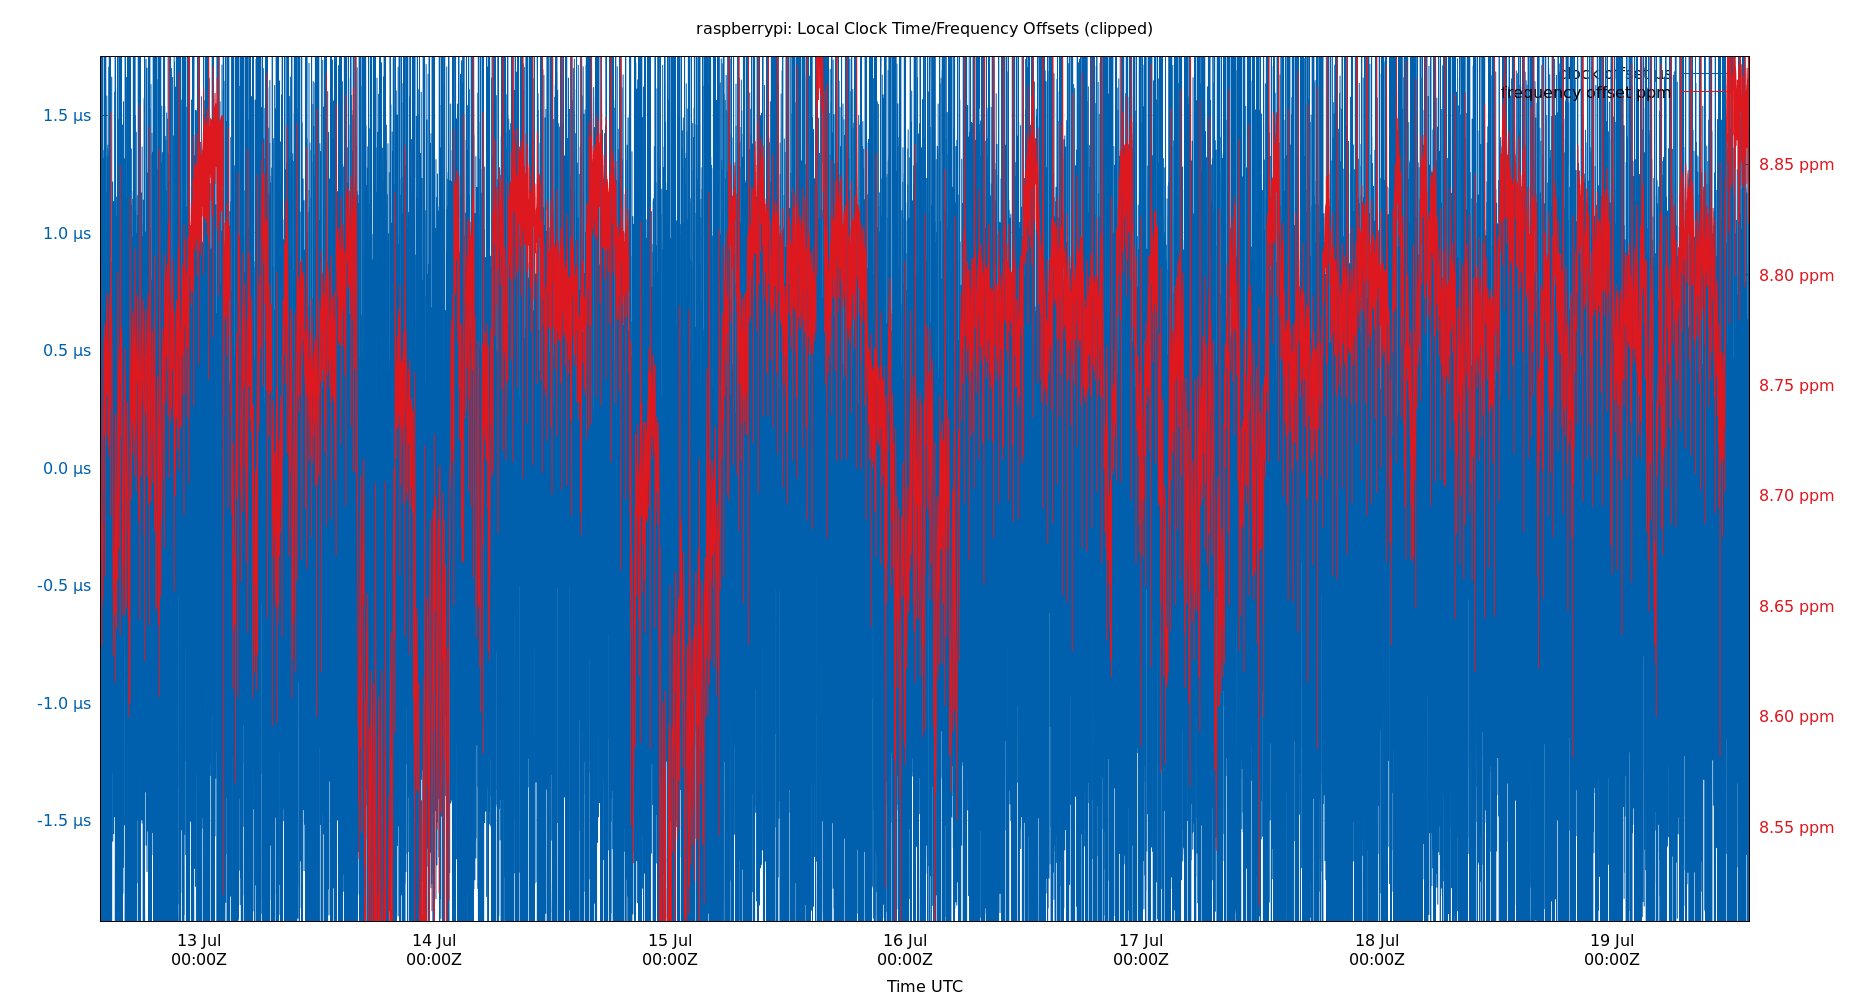 raspberrypi: Local Clock Time/Frequency Offsets (clipped)
clock offset µs
frequency offset ppm
1.5 µs
1.0 µs
0.5 µs
0.0 µs
-0.5 µs
-1.0 µs
-1.5 µs
8.85 ppm
8.80 ppm
8.75 ppm
8.70 ppm
8.65 ppm
8.60 ppm
8.55 ppm
13 Jul
00:00Z
14 Jul
00:00Z
15 Jul
00:00Z
16 Jul
00:00Z
17 Jul
00:00Z
18 Jul
00:00Z
19 Jul
00:00Z
Time UTC